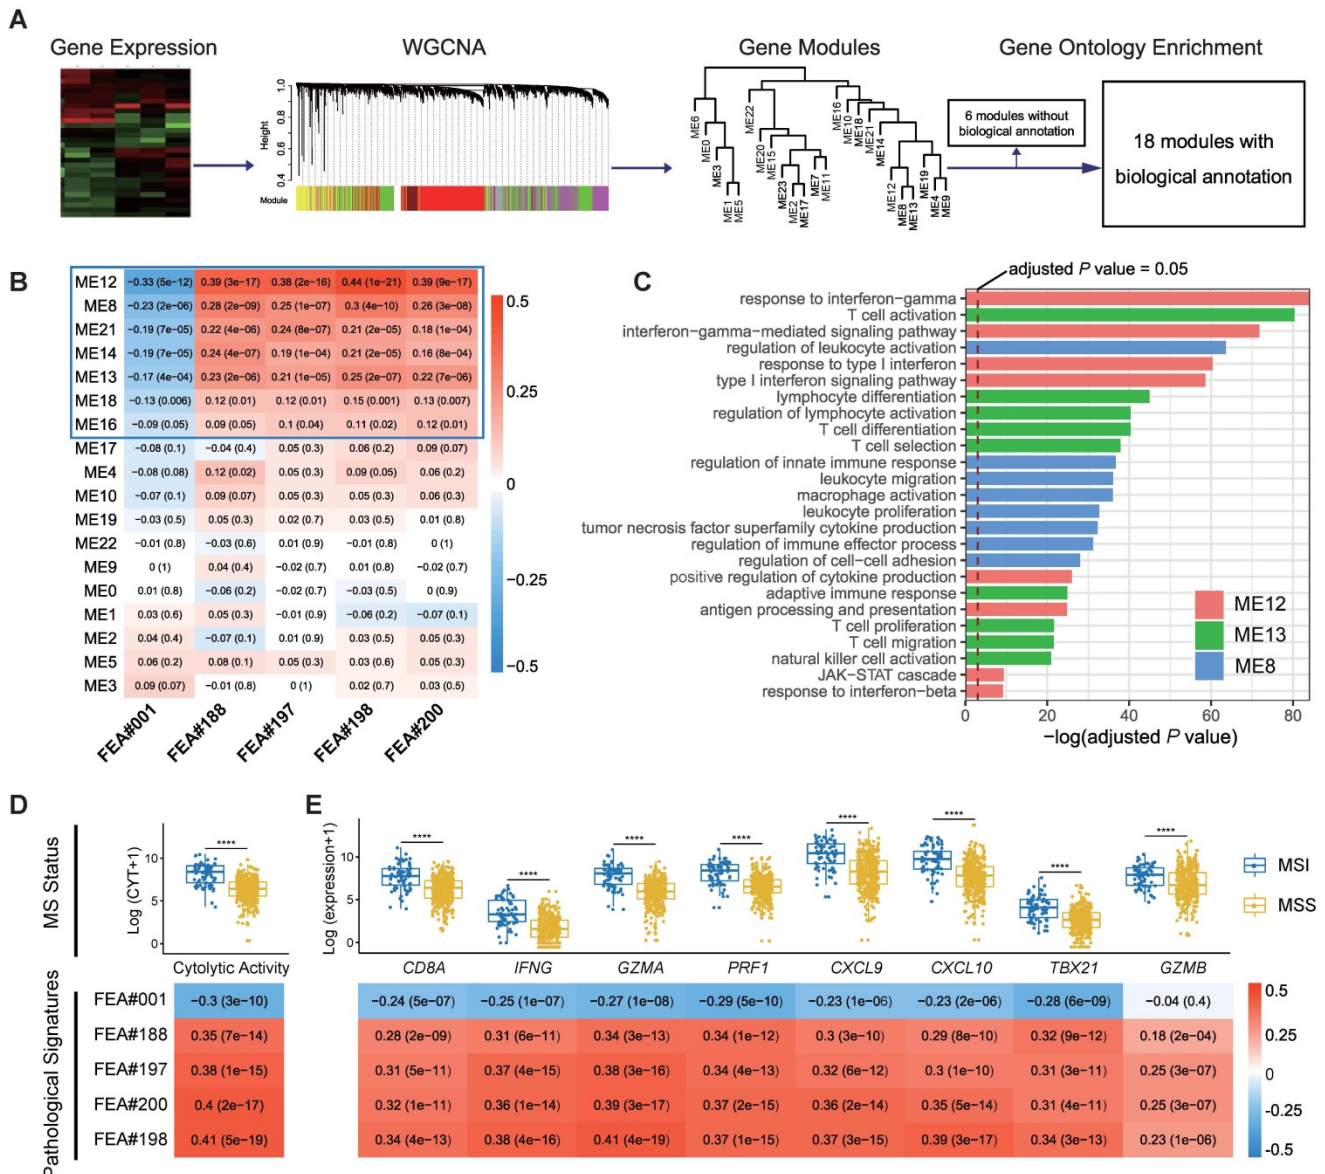 A
Gene Expression
WGCNA
Gene Modules
Gene Ontology Enrichment
Height
1.0
0.8
0.6
0.4
Module
ME6
ME0
ME3
ME1
ME5
ME22
ME20
ME15
ME23
ME2
ME17
ME7
ME11
ME16
ME10
ME18
ME21
ME14
ME12
ME8
ME13
ME19
ME4
ME9
6 modules without
biological annotation
18 modules with
biological annotation
B
ME12 −0.33 (5e−12) 0.39 (3e−17) 0.38 (2e−16) 0.44 (1e−21) 0.39 (9e−17)
ME8 −0.23 (2e−06) 0.28 (2e−09) 0.25 (1e−07) 0.3 (4e−10) 0.26 (3e−08)
ME21 −0.19 (7e−05) 0.22 (4e−06) 0.24 (8e−07) 0.21 (2e−05) 0.18 (1e−04)
ME14 −0.19 (7e−05) 0.24 (4e−07) 0.19 (1e−04) 0.21 (2e−05) 0.16 (8e−04)
ME13 −0.17 (4e−04) 0.23 (2e−06) 0.21 (1e−05) 0.25 (2e−07) 0.22 (7e−06)
ME18 −0.13 (0.006) 0.12 (0.01) 0.12 (0.01) 0.15 (0.001) 0.13 (0.007)
ME16 −0.09 (0.05) 0.09 (0.05) 0.1 (0.04) 0.11 (0.02) 0.12 (0.01)
ME17 −0.08 (0.1) −0.04 (0.4) 0.05 (0.3) 0.06 (0.2) 0.09 (0.07)
ME4 −0.08 (0.08) 0.12 (0.02) 0.05 (0.3) 0.09 (0.05) 0.06 (0.2)
ME10 −0.07 (0.1) 0.09 (0.07) 0.05 (0.3) 0.05 (0.3) 0.06 (0.3)
ME19 −0.03 (0.5) 0.05 (0.3) 0.02 (0.7) 0.03 (0.5) 0.01 (0.8)
ME22 −0.01 (0.8) −0.03 (0.6) 0.01 (0.9) −0.01 (0.8) 0 (1)
ME9 0 (1) 0.04 (0.4) −0.02 (0.7) 0.01 (0.8) −0.02 (0.7)
ME0 0.01 (0.8) −0.06 (0.2) −0.02 (0.7) −0.03 (0.5) 0 (0.9)
ME1 0.03 (0.6) 0.05 (0.3) −0.01 (0.9) −0.06 (0.2) −0.07 (0.1)
ME2 0.04 (0.4) −0.07 (0.1) 0.01 (0.9) 0.03 (0.5) 0.05 (0.3)
ME5 0.06 (0.2) 0.08 (0.1) 0.05 (0.3) 0.03 (0.6) 0.05 (0.3)
ME3 0.09 (0.07) −0.01 (0.8) 0 (1) 0.02 (0.7) 0.03 (0.5)
FEA#001 FEA#188 FEA#197 FEA#198 FEA#200
0.5
0.25
0
−0.25
−0.5
C
adjusted P value = 0.05
response to interferon−gamma
T cell activation
interferon−gamma−mediated signaling pathway
regulation of leukocyte activation
response to type I interferon
type I interferon signaling pathway
lymphocyte differentiation
regulation of lymphocyte activation
T cell differentiation
T cell selection
regulation of innate immune response
leukocyte migration
macrophage activation
leukocyte proliferation
tumor necrosis factor superfamily cytokine production
regulation of immune effector process
regulation of cell−cell adhesion
positive regulation of cytokine production
adaptive immune response
antigen processing and presentation
T cell proliferation
T cell migration
natural killer cell activation
JAK−STAT cascade
response to interferon−beta
ME12
ME13
ME8
0 20 40 60 80
−log(adjusted P value)
D
MS Status
Log (CYT+1)
10
5
0
****
Cytolytic Activity
E
Log (expression+1)
10
5
0
**** **** **** **** **** **** **** ****
CD8A IFNG GZMA PRF1 CXCL9 CXCL10 TBX21 GZMB
MSI
MSS
Pathological Signatures
FEA#001 −0.3 (3e−10) −0.24 (5e−07) −0.25 (1e−07) −0.27 (1e−08) −0.29 (5e−10) −0.23 (1e−06) −0.23 (2e−06) −0.28 (6e−09) −0.04 (0.4)
FEA#188 0.35 (7e−14) 0.28 (2e−09) 0.31 (6e−11) 0.34 (3e−13) 0.34 (1e−12) 0.3 (3e−10) 0.29 (8e−10) 0.32 (9e−12) 0.18 (2e−04)
FEA#197 0.38 (1e−15) 0.31 (5e−11) 0.37 (4e−15) 0.38 (3e−16) 0.34 (4e−13) 0.32 (6e−12) 0.3 (1e−10) 0.31 (3e−11) 0.25 (3e−07)
FEA#200 0.4 (2e−17) 0.32 (1e−11) 0.36 (1e−14) 0.39 (3e−17) 0.37 (2e−15) 0.36 (2e−14) 0.35 (5e−14) 0.31 (4e−11) 0.25 (3e−07)
FEA#198 0.41 (5e−19) 0.34 (4e−13) 0.38 (4e−16) 0.41 (4e−19) 0.37 (1e−15) 0.37 (3e−15) 0.39 (3e−17) 0.34 (3e−13) 0.23 (1e−06)
0.5
0.25
0
-0.25
-0.5